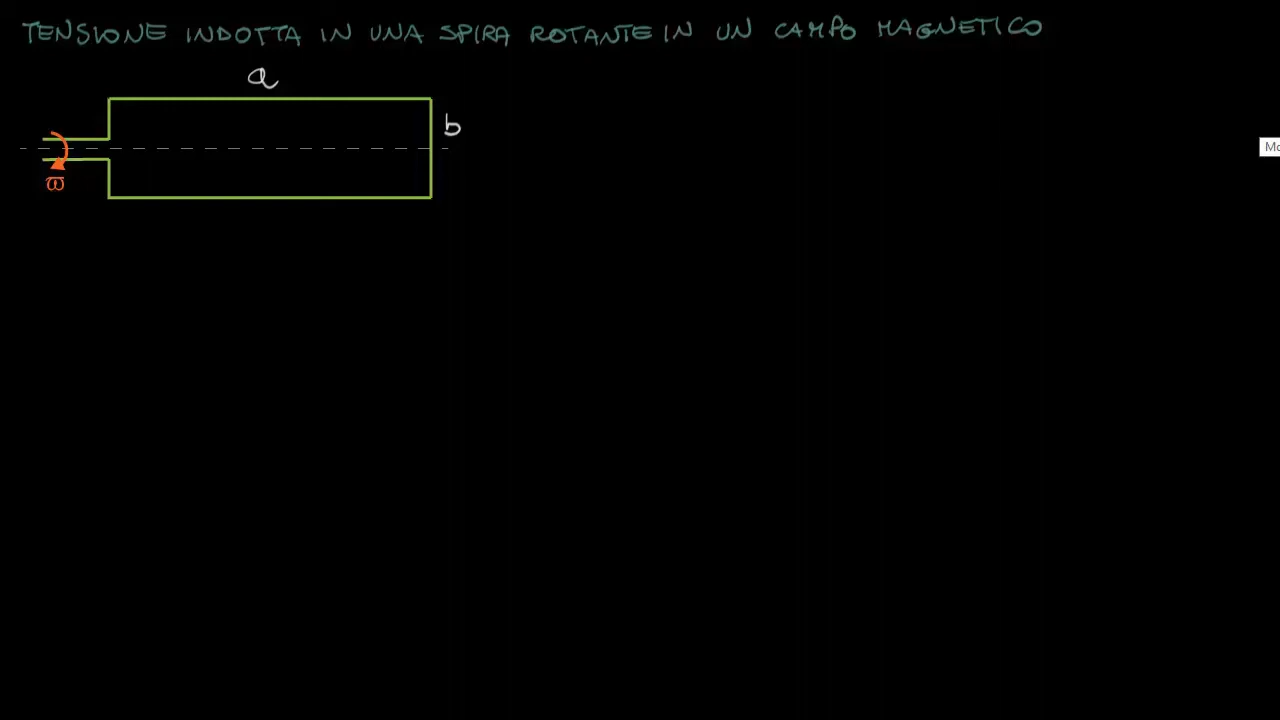 TENSIONE INDOTTA IN UNA SPIRA ROTANTE IN UN CAMPO MAGNETICO
a
b
ϖ